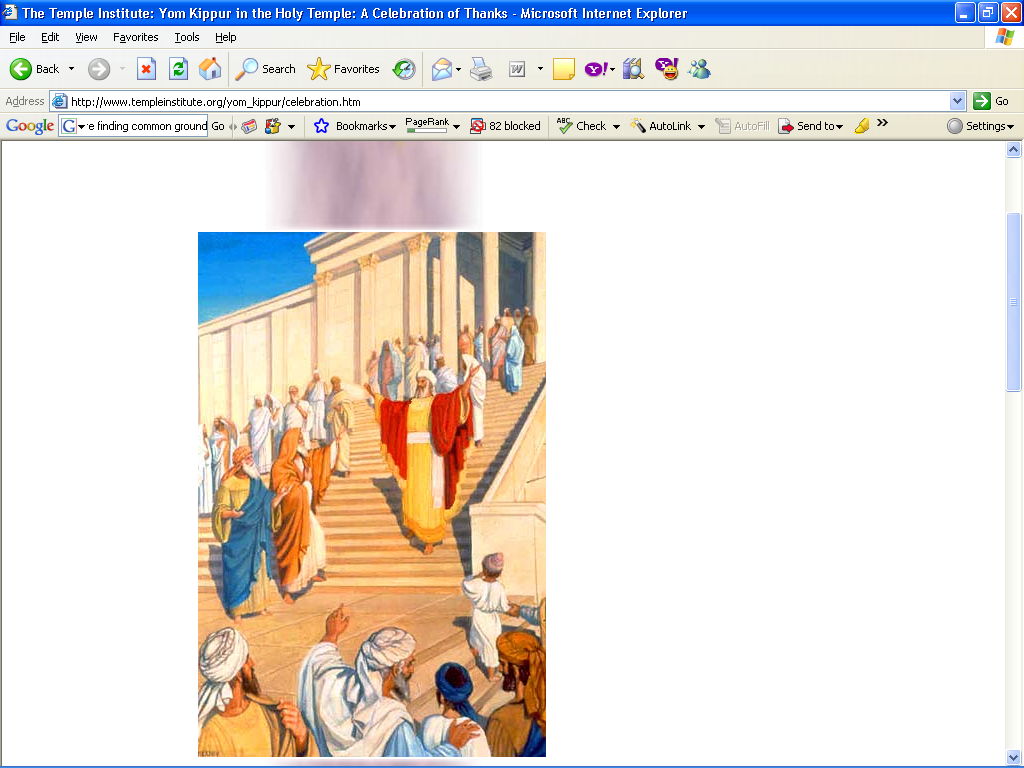 The Temple Institute: Yom Kippur in the Holy Temple: A Celebration of Thanks - Microsoft Internet Explorer
File Edit View Favorites Tools Help
Back Search Favorites
Address http://www.templeinstitute.org/yom_kippur/celebration.htm Go
Google G e finding common ground Go Bookmarks PageRank 82 blocked ABC Check AutoLink AutoFill Send to » Settings